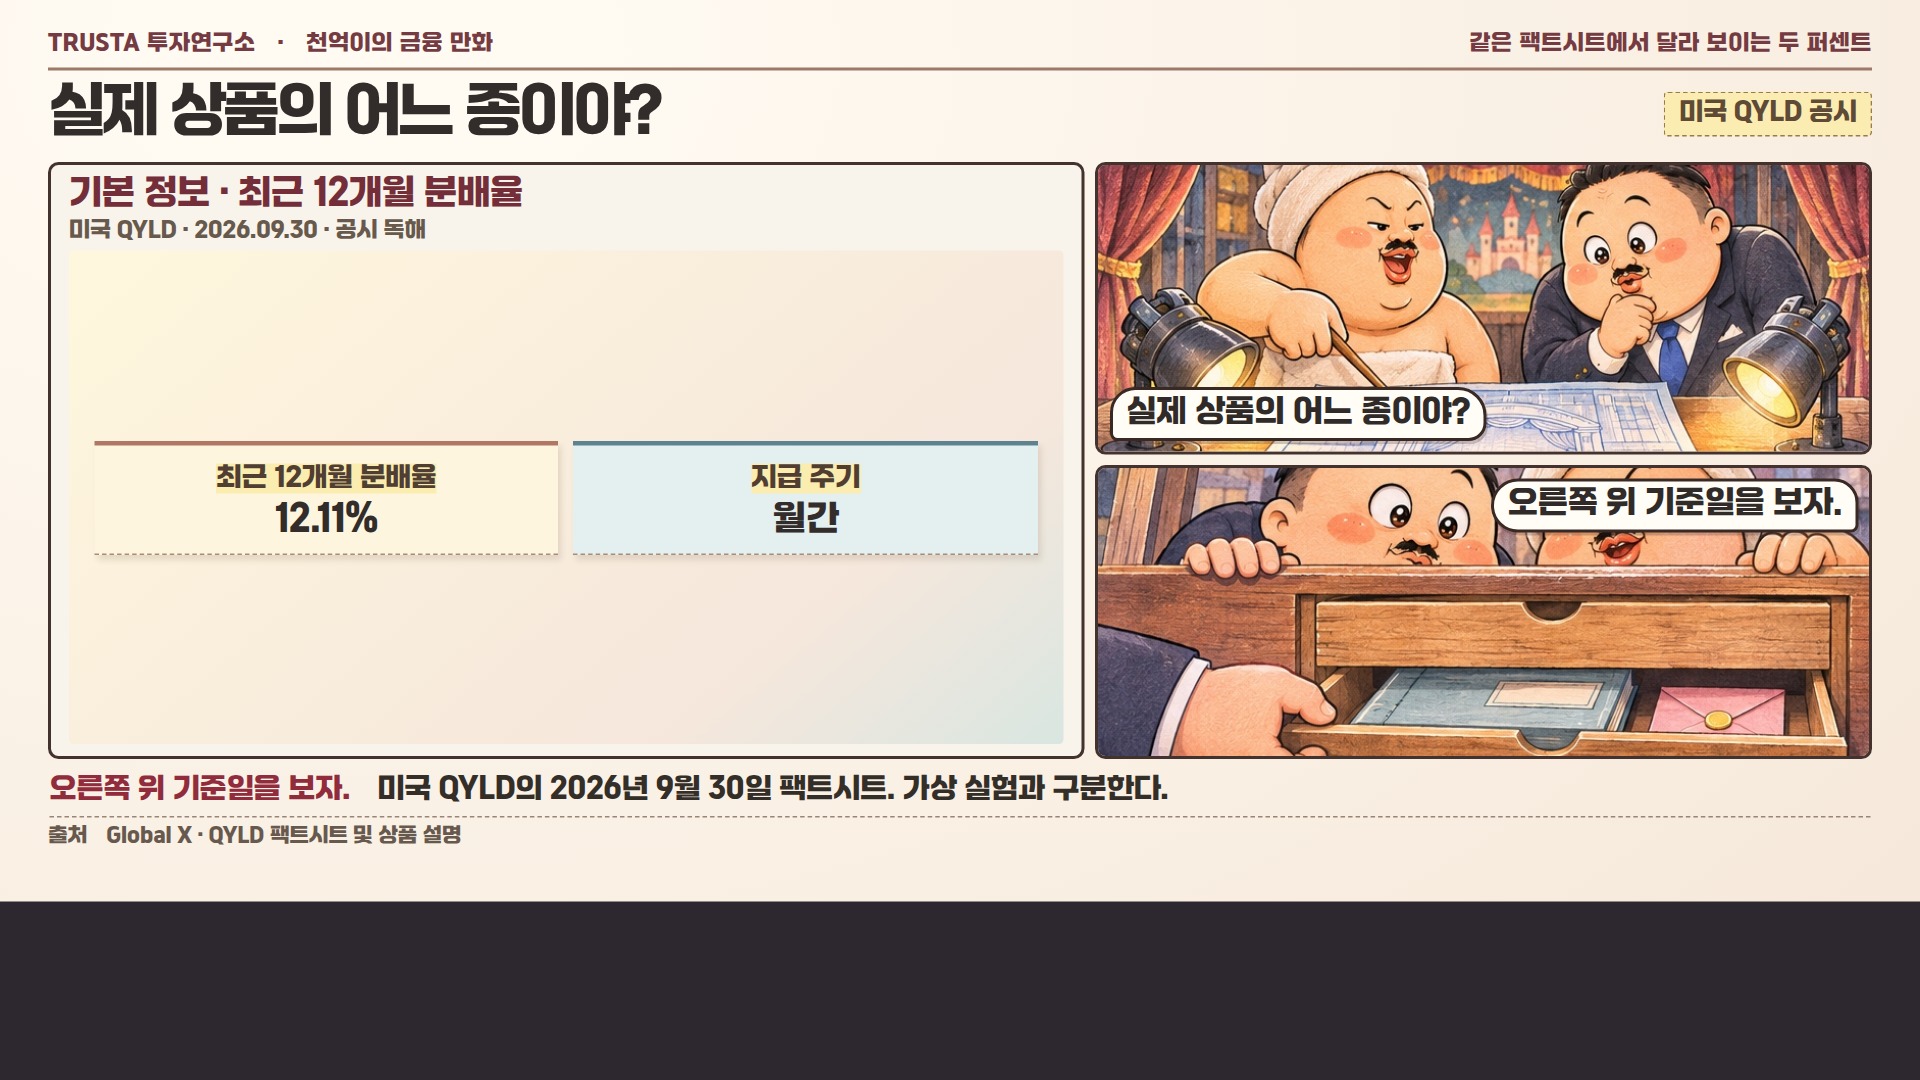 TRUSTA 투자연구소 · 천억이의 금융 만화
같은 팩트시트에서 달라 보이는 두 퍼센트
실제 상품의 어느 종이야?
미국 QYLD 공시
기본 정보 · 최근 12개월 분배율
미국 QYLD · 2026.09.30 · 공시 독해
최근 12개월 분배율
12.11%
지급 주기
월간
실제 상품의 어느 종이야?
오른쪽 위 기준일을 보자.
오른쪽 위 기준일을 보자. 미국 QYLD의 2026년 9월 30일 팩트시트. 가상 실험과 구분한다.
출처 Global X · QYLD 팩트시트 및 상품 설명